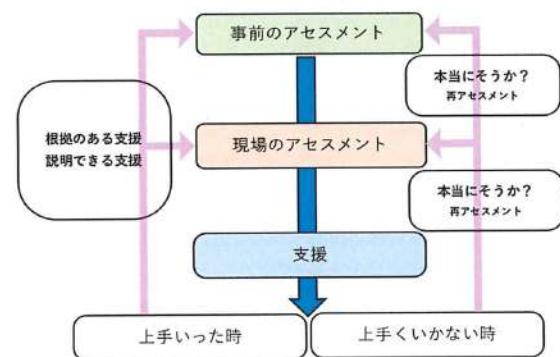 事前のアセスメント
本当にそうか？
再アセスメント
根拠のある支援
説明できる支援
現場のアセスメント
本当にそうか？
再アセスメント
支援
上手いった時
上手くいかない時